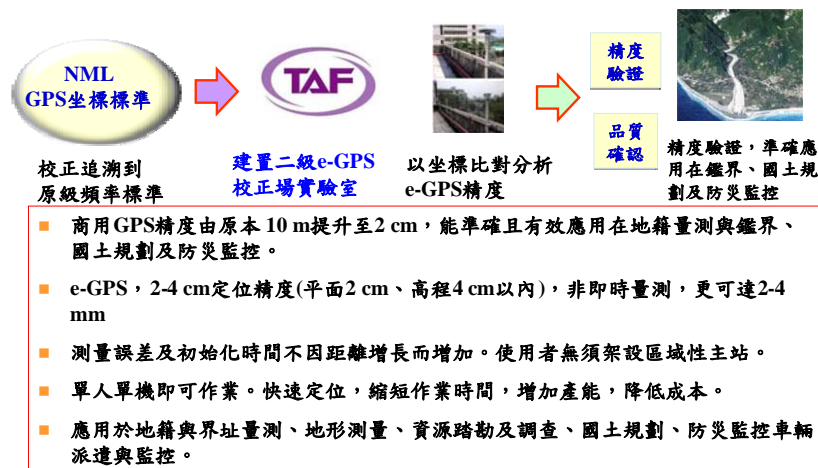 NML
GPS坐標標準
校正追溯到
原級頻率標準
TAF
建置二級e-GPS
校正場實驗室
以坐標比對分析
e-GPS精度
精度
驗證
品質
確認
精度驗證，準確應
用在鑑界、國土規
劃及防災監控
商用GPS精度由原本 10 m提升至2 cm，能準確且有效應用在地籍量測與鑑界、
國土規劃及防災監控。
e-GPS，2-4 cm定位精度(平面2 cm、高程4 cm以內)，非即時量測，更可達2-4
mm
測量誤差及初始化時間不因距離增長而增加。使用者無須架設區域性主站。
單人單機即可作業。快速定位，縮短作業時間，增加產能，降低成本。
應用於地籍與界址量測、地形測量、資源踏勘及調查、國土規劃、防災監控車輛
派遣與監控。